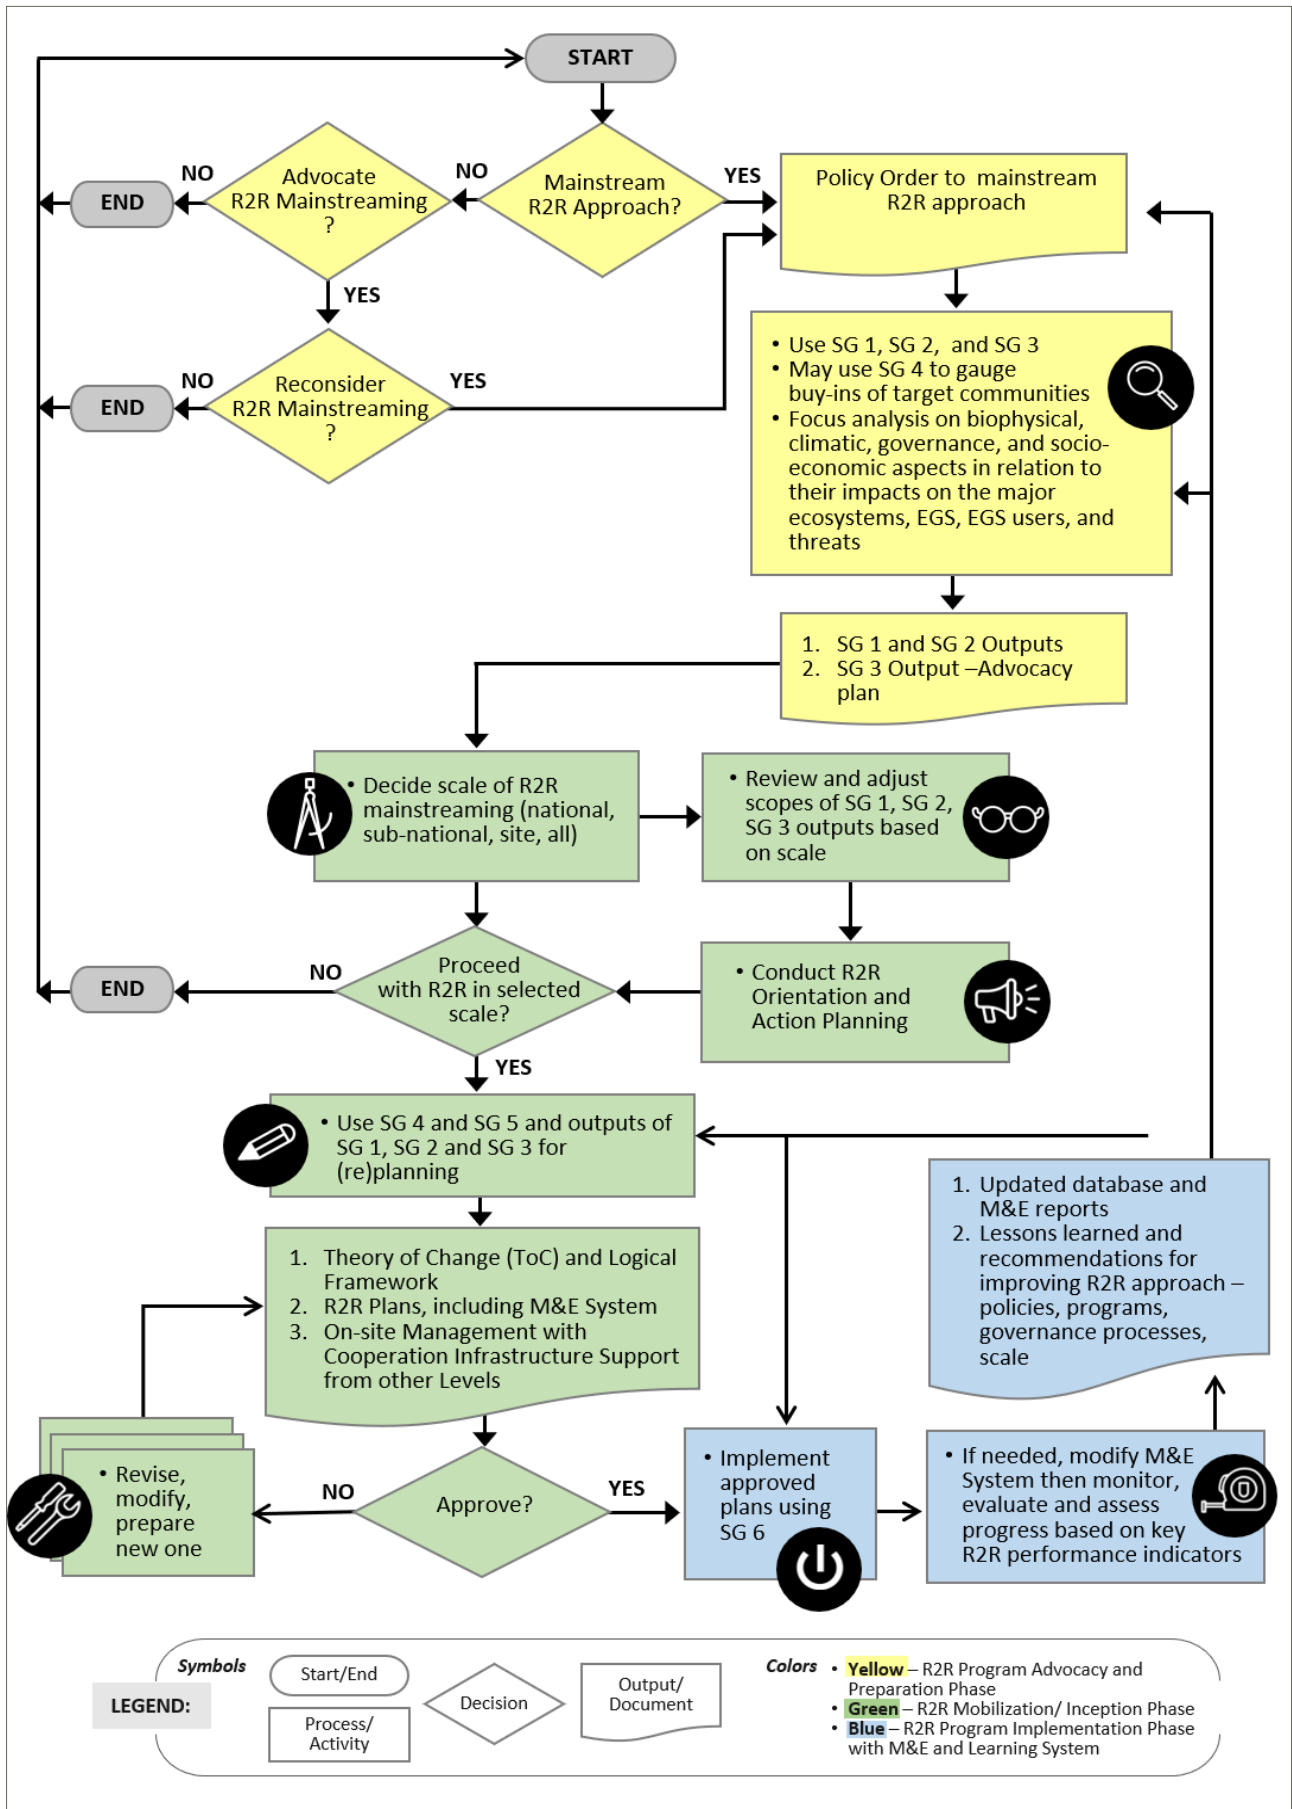 START
Advocate
R2R Mainstreaming
?
NO
END
NO
Mainstream
R2R Approach?
YES
Policy Order to  mainstream
R2R approach
YES
Reconsider
R2R Mainstreaming
?
NO
END
YES
• Use SG 1, SG 2,  and SG 3
• May use SG 4 to gauge
buy-ins of target communities
• Focus analysis on biophysical,
climatic, governance, and socio-
economic aspects in relation to
their impacts on the major
ecosystems, EGS, EGS users, and
threats
1. SG 1 and SG 2 Outputs
2. SG 3 Output –Advocacy
plan
• Decide scale of R2R
mainstreaming (national,
sub-national, site, all)
• Review and adjust
scopes of SG 1, SG 2,
SG 3 outputs based
on scale
Proceed
with R2R in selected
scale?
NO
END
• Conduct R2R
Orientation and
Action Planning
YES
• Use SG 4 and SG 5 and outputs of
SG 1, SG 2 and SG 3 for
(re)planning
1. Theory of Change (ToC) and Logical
Framework
2. R2R Plans, including M&E System
3. On-site Management with
Cooperation Infrastructure Support
from other Levels
1. Updated database and
M&E reports
2. Lessons learned and
recommendations for
improving R2R approach –
policies, programs,
governance processes,
scale
• Revise,
modify,
prepare
new one
NO
Approve?
YES
• Implement
approved
plans using
SG 6
• If needed, modify M&E
System then monitor,
evaluate and assess
progress based on key
R2R performance indicators
LEGEND:
Symbols
Start/End
Process/
Activity
Decision
Output/
Document
Colors
• Yellow – R2R Program Advocacy and
Preparation Phase
• Green – R2R Mobilization/ Inception Phase
• Blue – R2R Program Implementation Phase
with M&E and Learning System